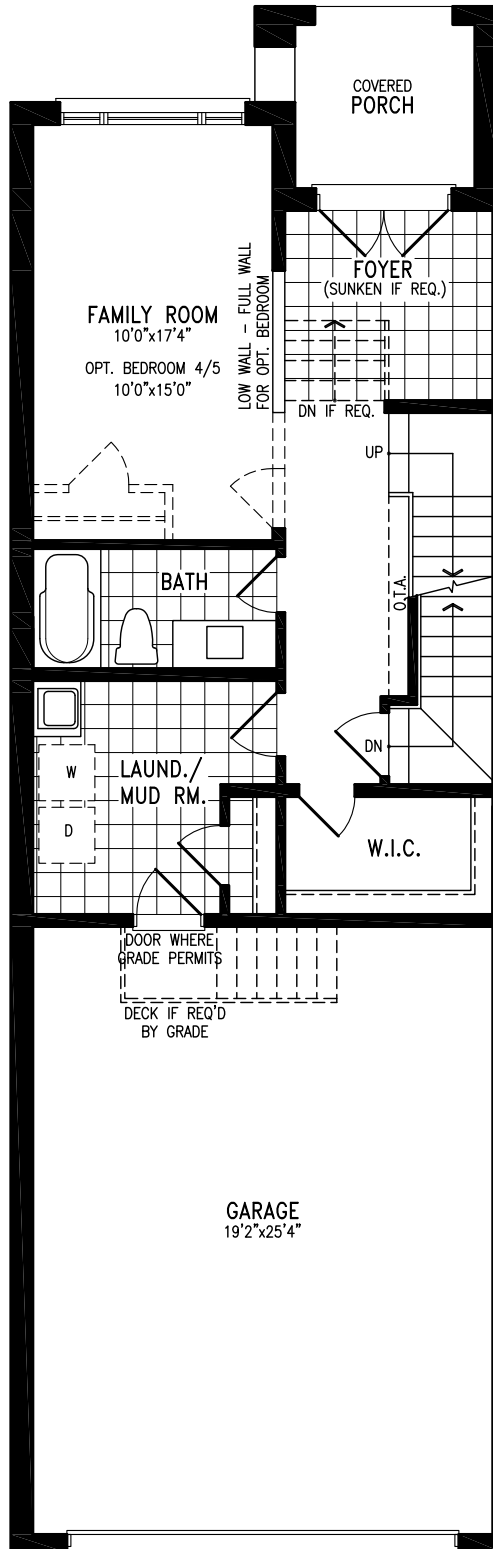 COVERED
PORCH
FOYER
(SUNKEN IF REQ.)
LOW WALL - FULL WALL
FOR OPT. BEDROOM
FAMILY ROOM
10'0"x17'4"
OPT. BEDROOM 4/5
10'0"x15'0"
DN IF REQ.
UP
BATH
O.T.A.
DN
W
LAUND./
MUD RM.
D
W.I.C.
DOOR WHERE
GRADE PERMITS
DECK IF REQ'D
BY GRADE
GARAGE
19'2"x25'4"